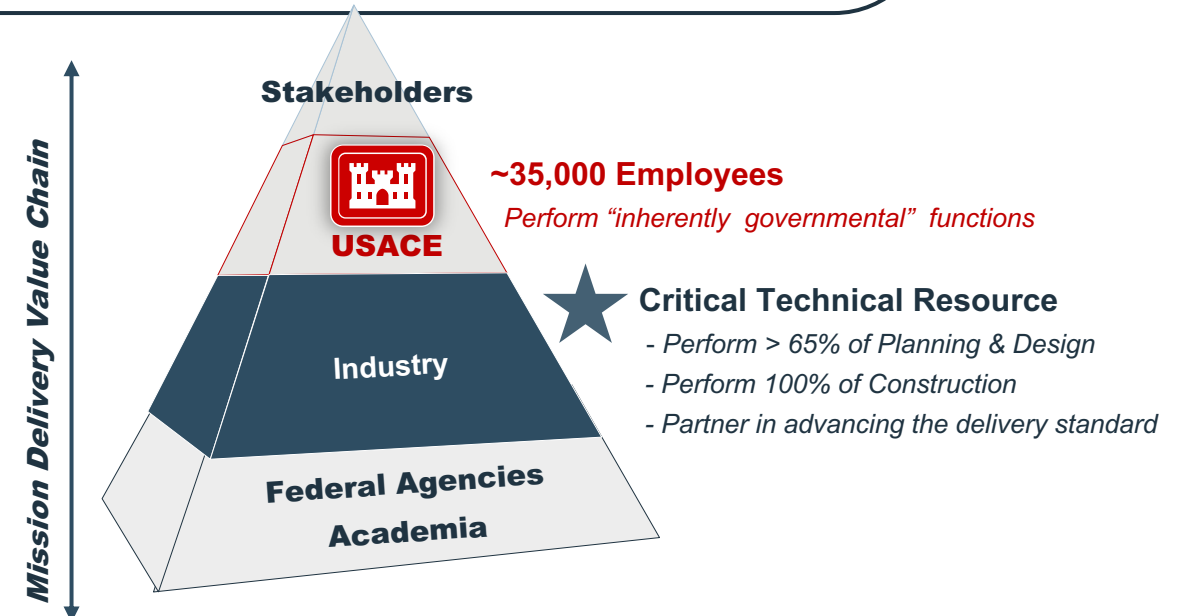 Stakeholders
USACE
~35,000 Employees
Perform “inherently governmental” functions
Industry
Critical Technical Resource
- Perform > 65% of Planning & Design
- Perform 100% of Construction
- Partner in advancing the delivery standard
Federal Agencies
Academia
Mission Delivery Value Chain